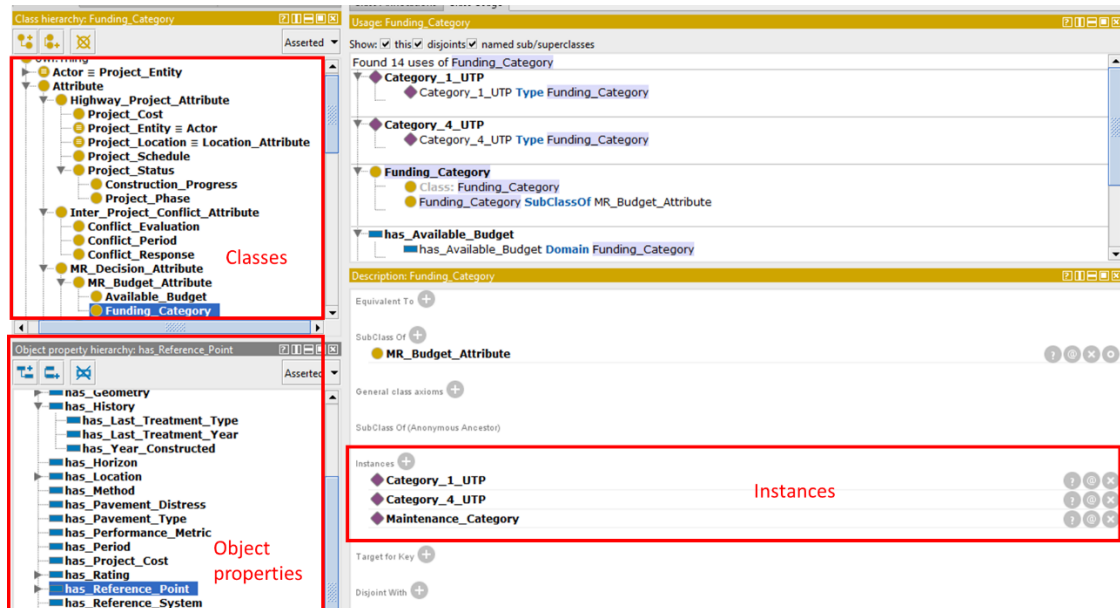 Class hierarchy: Funding_Category
Asserted
Actor ≡ Project_Entity
Attribute
Highway_Project_Attribute
Project_Cost
Project_Entity ≡ Actor
Project_Location ≡ Location_Attribute
Project_Schedule
Project_Status
Construction_Progress
Project_Phase
Inter_Project_Conflict_Attribute
Conflict_Evaluation
Conflict_Period
Conflict_Response
Classes
MR_Decision_Attribute
MR_Budget_Attribute
Available_Budget
Funding_Category
Object property hierarchy: has_Reference_Point
Asserted
has_Geometry
has_History
has_Last_Treatment_Type
has_Last_Treatment_Year
has_Year_Constructed
has_Horizon
has_Location
has_Method
has_Pavement_Distress
has_Pavement_Type
has_Performance_Metric
has_Period
has_Project_Cost
has_Rating
has_Reference_Point
has_Reference_System
Object
properties
Usage: Funding_Category
Show: this disjoints named sub/superclasses
Found 14 uses of Funding_Category
Category_1_UTP
Category_1_UTP Type Funding_Category
Category_4_UTP
Category_4_UTP Type Funding_Category
Funding_Category
Class: Funding_Category
Funding_Category SubClassOf MR_Budget_Attribute
has_Available_Budget
has_Available_Budget Domain Funding_Category
Description: Funding_Category
Equivalent To
SubClass Of
MR_Budget_Attribute
General class axioms
SubClass Of (Anonymous Ancestor)
Instances
Category_1_UTP
Category_4_UTP
Maintenance_Category
Instances
Target for Key
Disjoint With